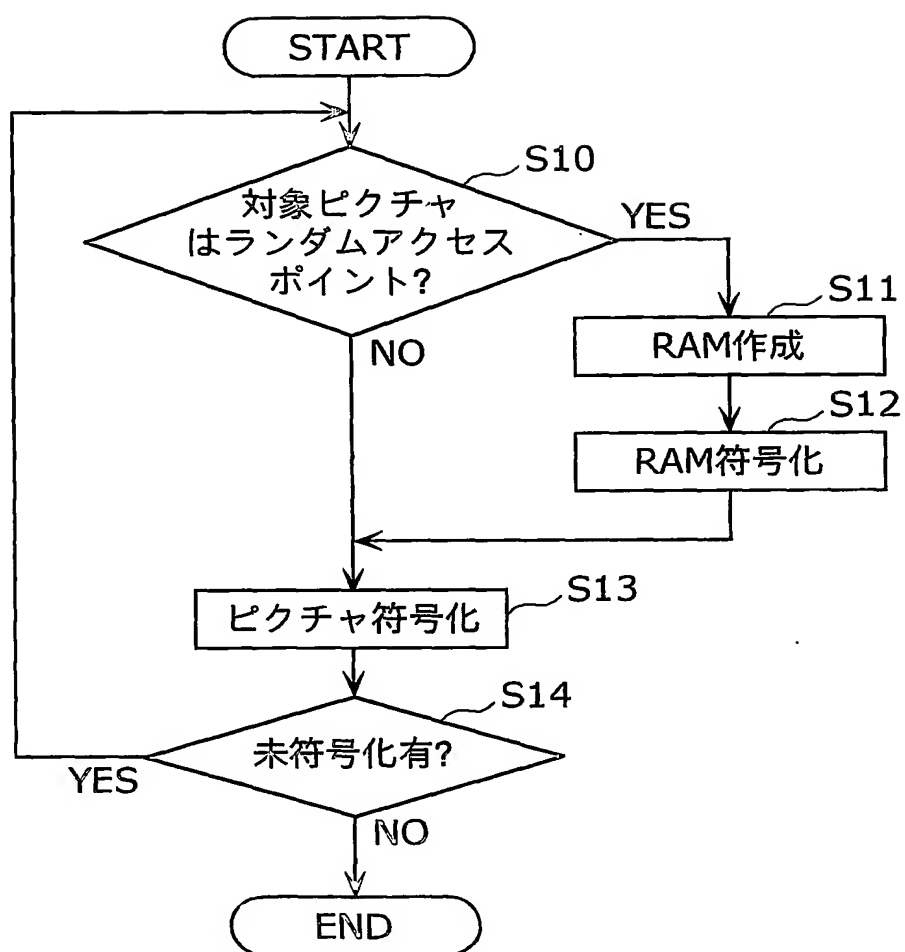 START
S10
対象ピクチャ
はランダムアクセス
ポイント?
YES
NO
S11
RAM作成
S12
RAM符号化
S13
ピクチャ符号化
S14
未符号化有?
YES
NO
END